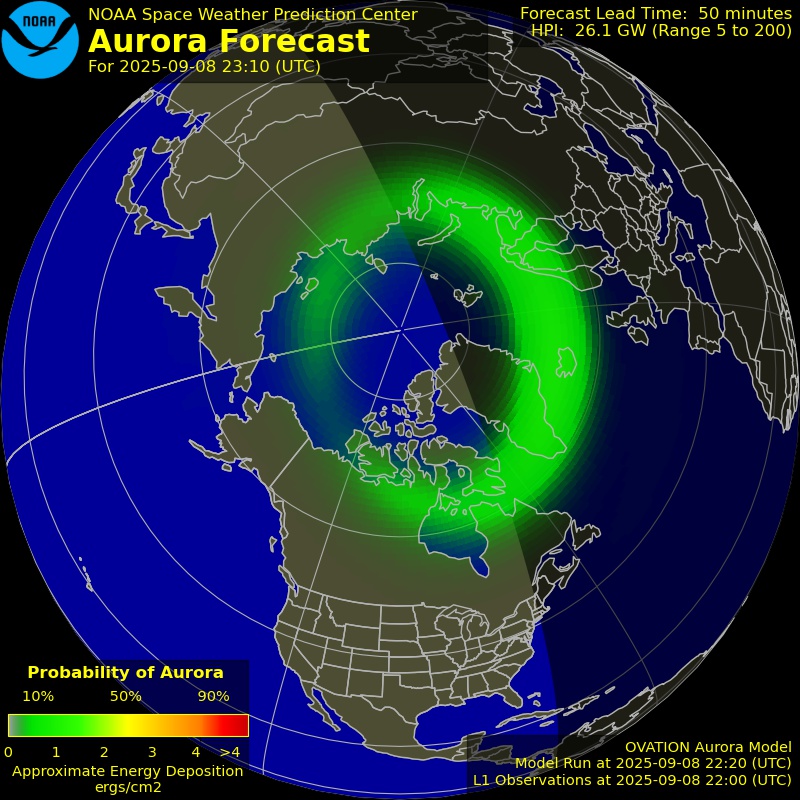 NOAA
NOAA Space Weather Prediction Center
Aurora Forecast
For 2025-09-08 23:10 (UTC)
Forecast Lead Time: 50 minutes
HPI: 26.1 GW (Range 5 to 200)
Probability of Aurora
10% 50% 90%
0 1 2 3 4 >4
Approximate Energy Deposition
ergs/cm2
OVATION Aurora Model
Model Run at 2025-09-08 22:20 (UTC)
L1 Observations at 2025-09-08 22:00 (UTC)